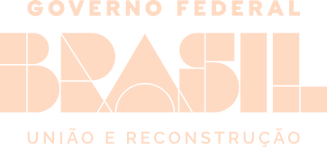 GOVERNO FEDERAL
BRASIL
UNIÃO E RECONSTRUÇÃO